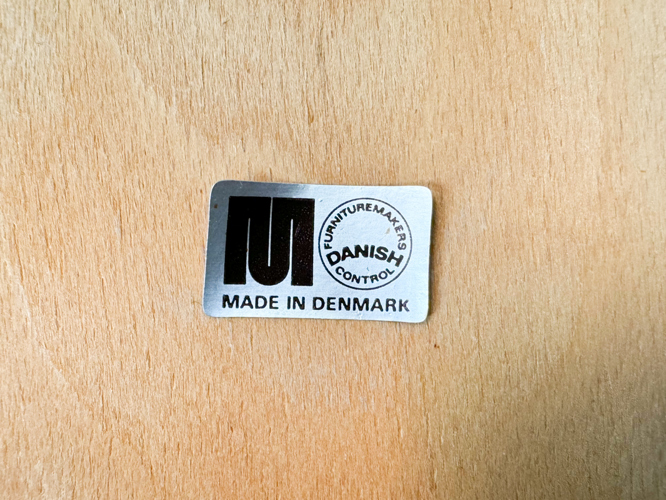 M
FURNITUREMAKERS
DANISH
CONTROL
MADE IN DENMARK